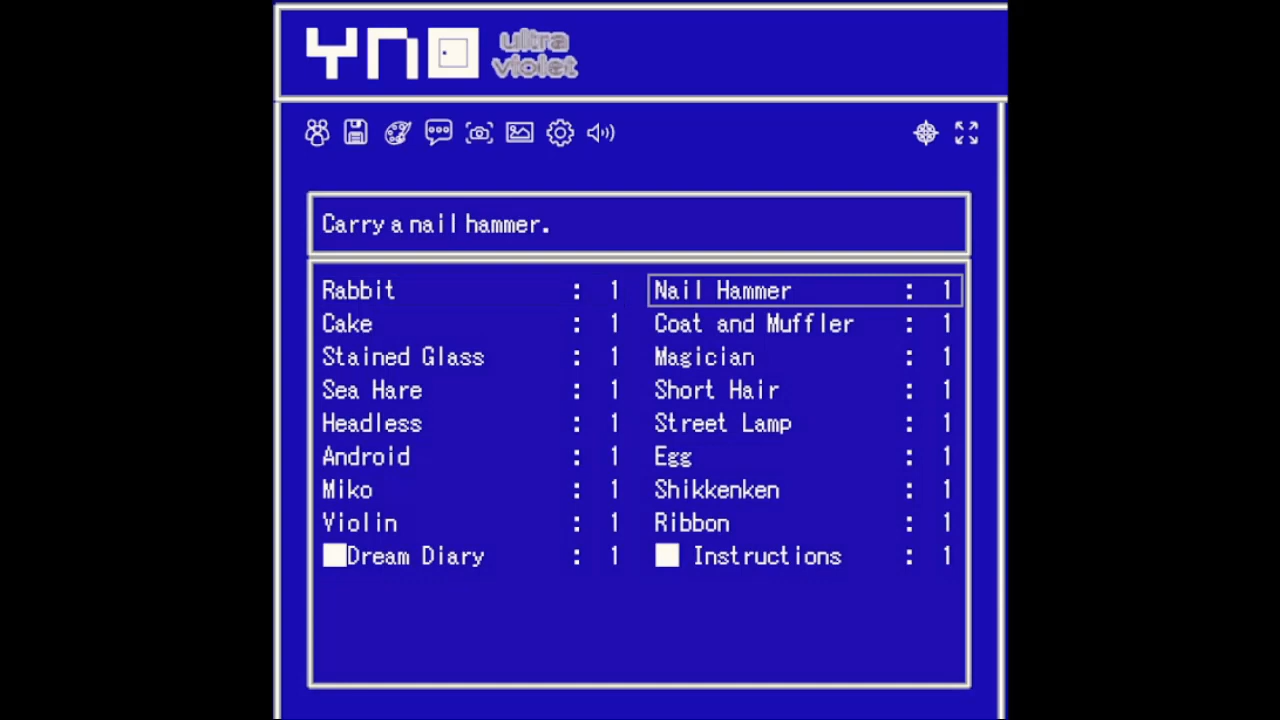 YNO ultra violet
Carry a nail hammer.
Rabbit : 1 Nail Hammer : 1
Cake : 1 Coat and Muffler : 1
Stained Glass : 1 Magician : 1
Sea Hare : 1 Short Hair : 1
Headless : 1 Street Lamp : 1
Android : 1 Egg : 1
Miko : 1 Shikkenken : 1
Violin : 1 Ribbon : 1
Dream Diary : 1 Instructions : 1